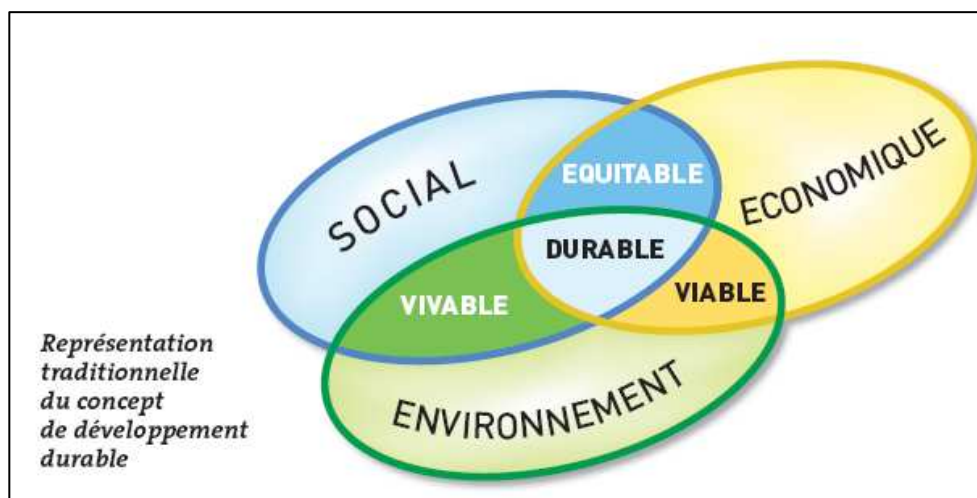 SOCIAL
ECONOMIQUE
EQUITABLE
DURABLE
VIVABLE
VIABLE
ENVIRONNEMENT
Représentation
traditionnelle
du concept
de développement
durable